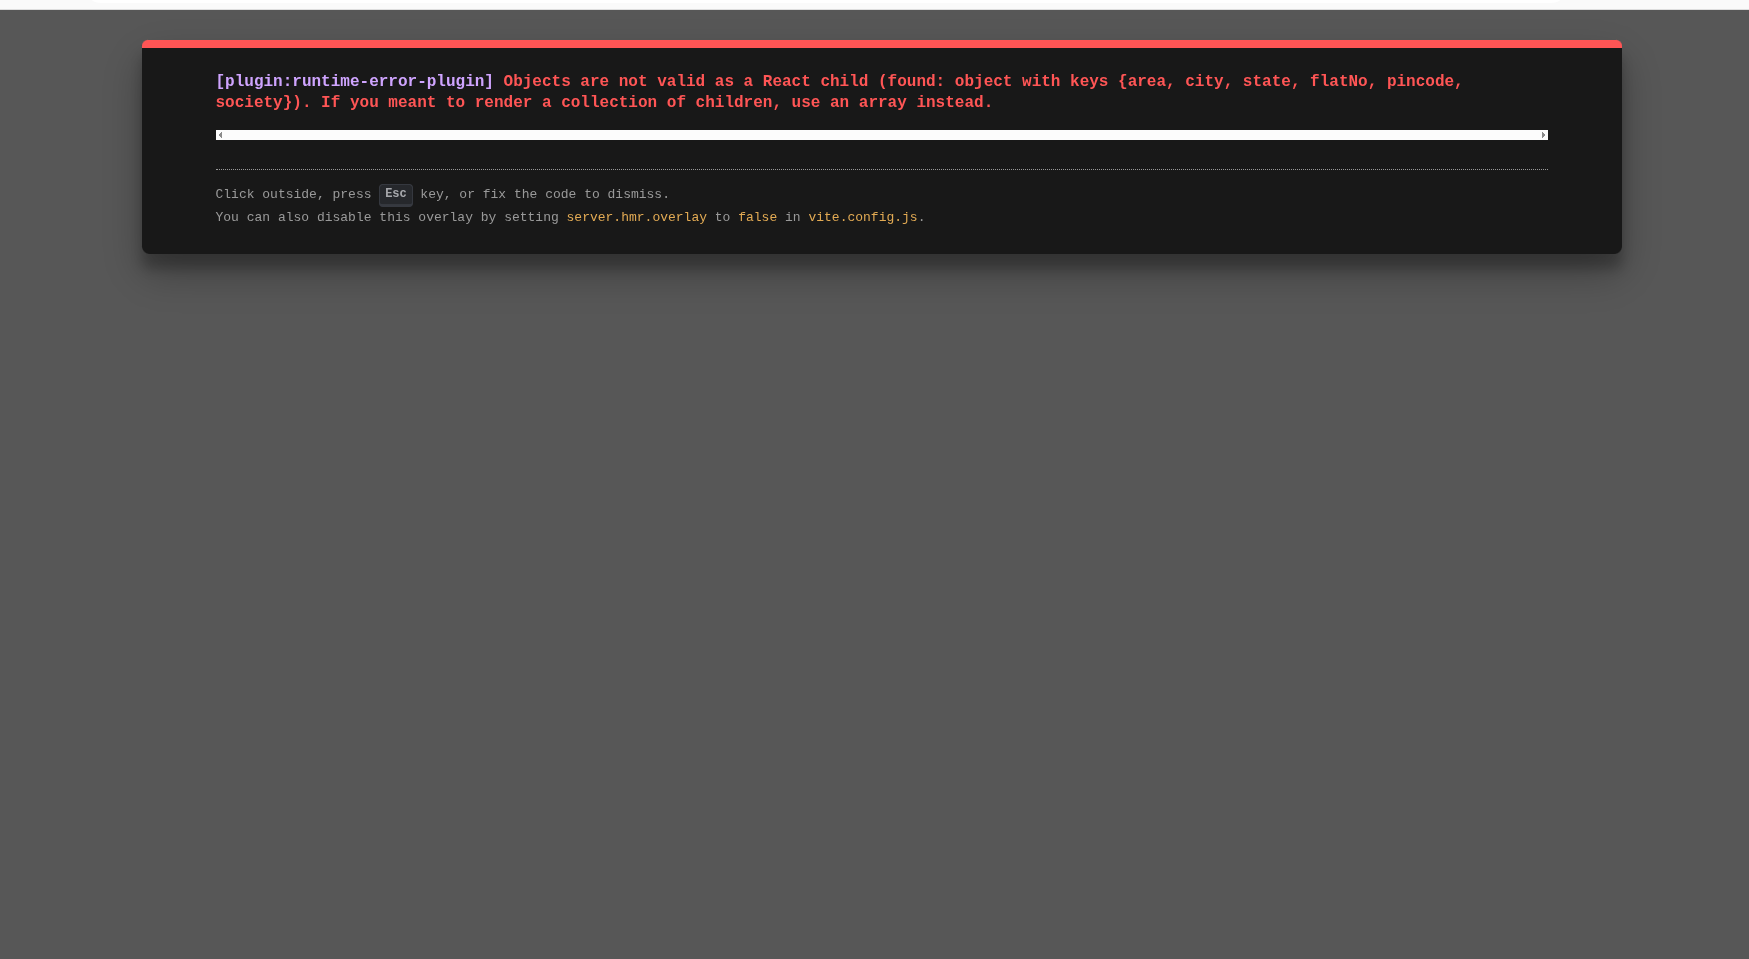 [plugin:runtime-error-plugin] Objects are not valid as a React child (found: object with keys {area, city, state, flatNo, pincode,
society}). If you meant to render a collection of children, use an array instead.
Click outside, press Esc key, or fix the code to dismiss.
You can also disable this overlay by setting server.hmr.overlay to false in vite.config.js.